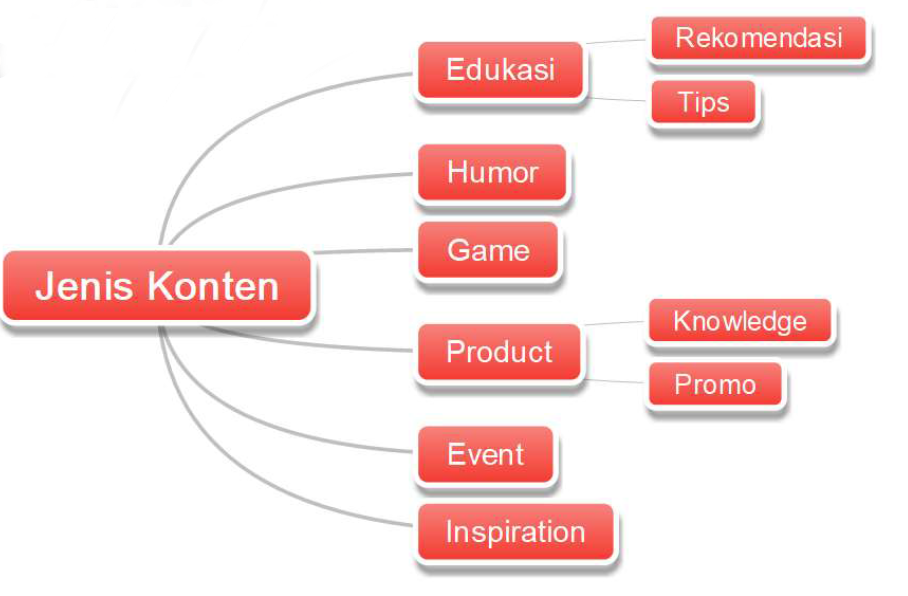 Jenis Konten
Edukasi
Rekomendasi
Tips
Humor
Game
Product
Knowledge
Promo
Event
Inspiration